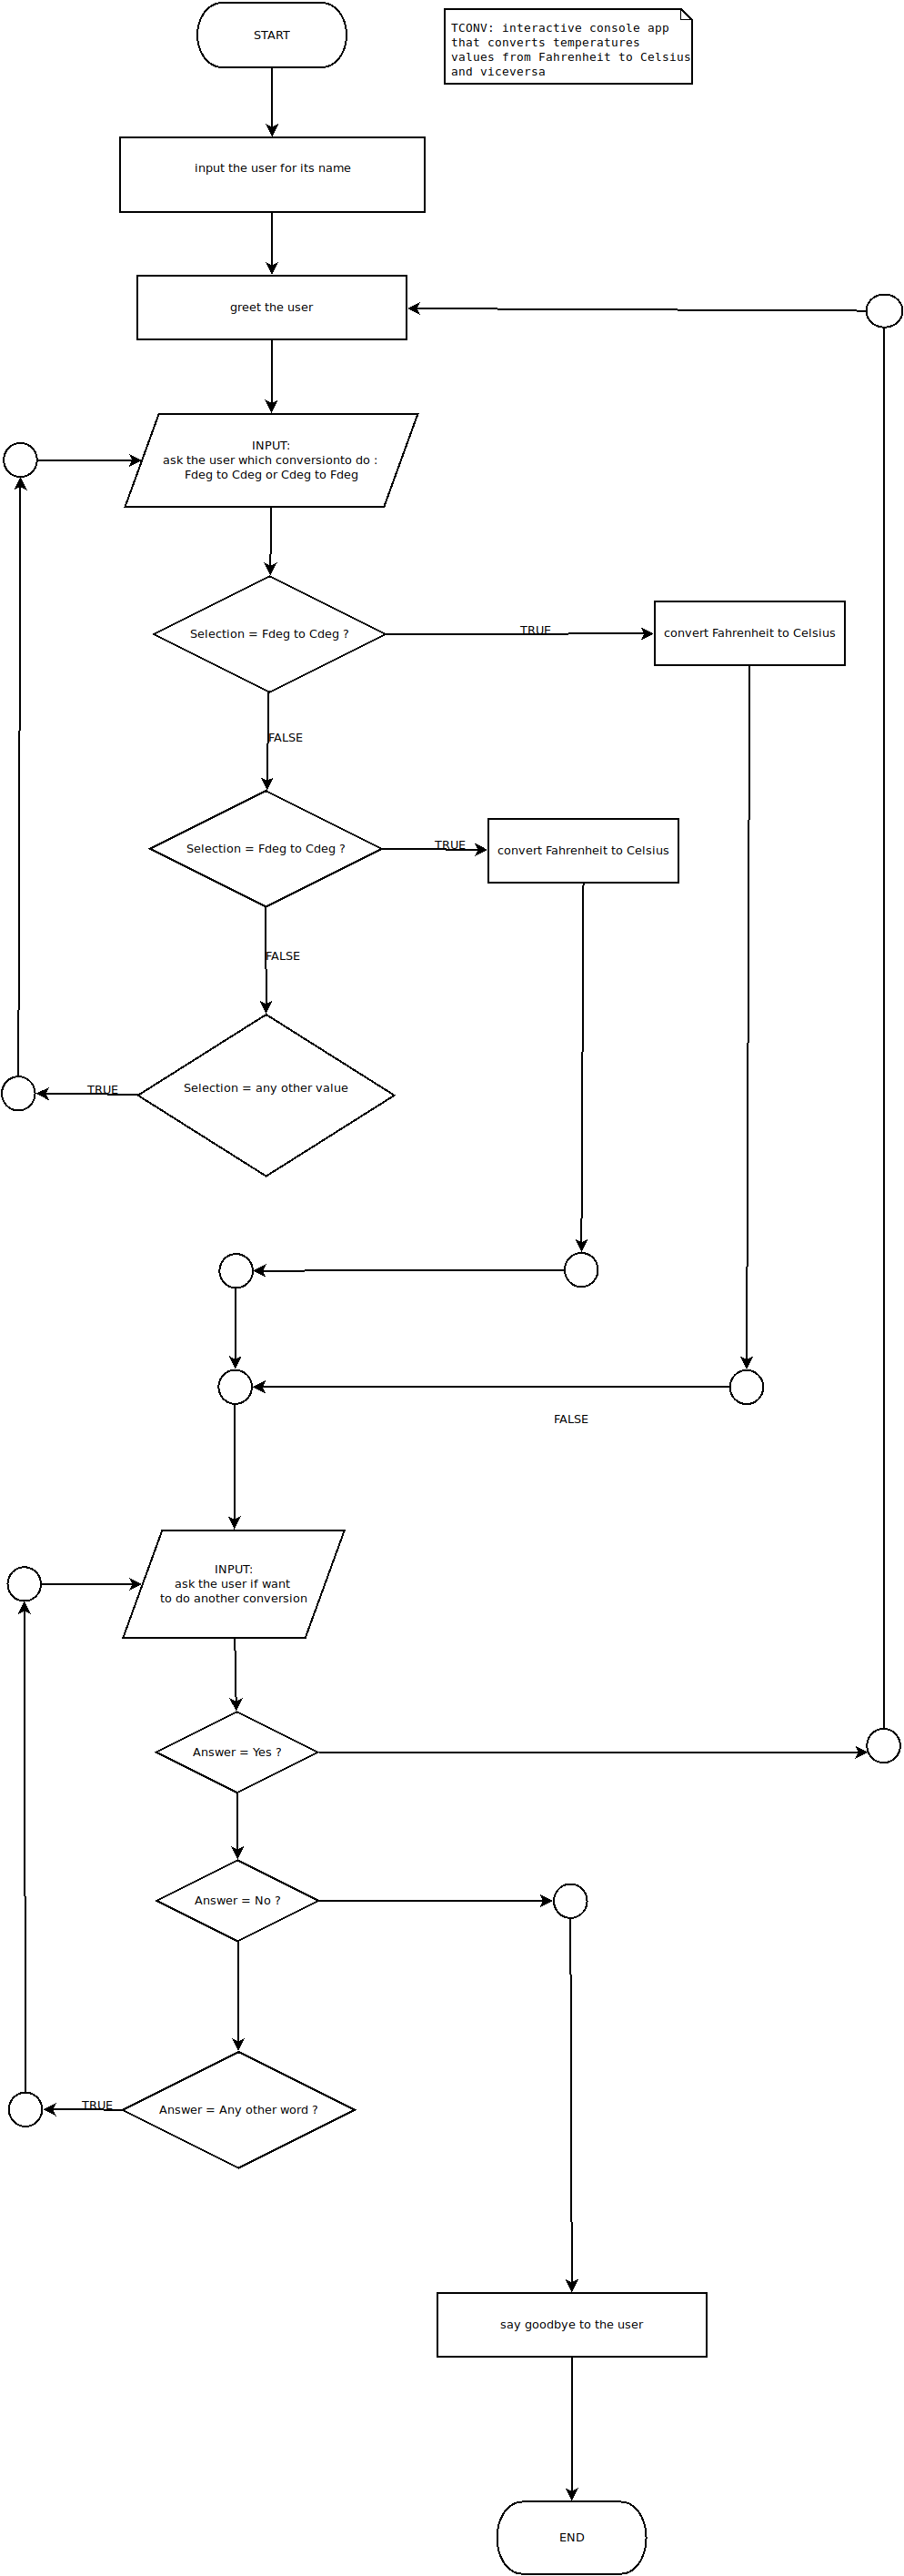 START
TCONV: interactive console app
that converts temperatures
values from Fahrenheit to Celsius
and viceversa
input the user for its name
greet the user
INPUT:
ask the user which conversionto do :
Fdeg to Cdeg or Cdeg to Fdeg
Selection = Fdeg to Cdeg ?
TRUE
convert Fahrenheit to Celsius
FALSE
Selection = Fdeg to Cdeg ?
TRUE
convert Fahrenheit to Celsius
FALSE
Selection = any other value
TRUE
FALSE
INPUT:
ask the user if want
to do another conversion
Answer = Yes ?
Answer = No ?
Answer = Any other word ?
TRUE
say goodbye to the user
END